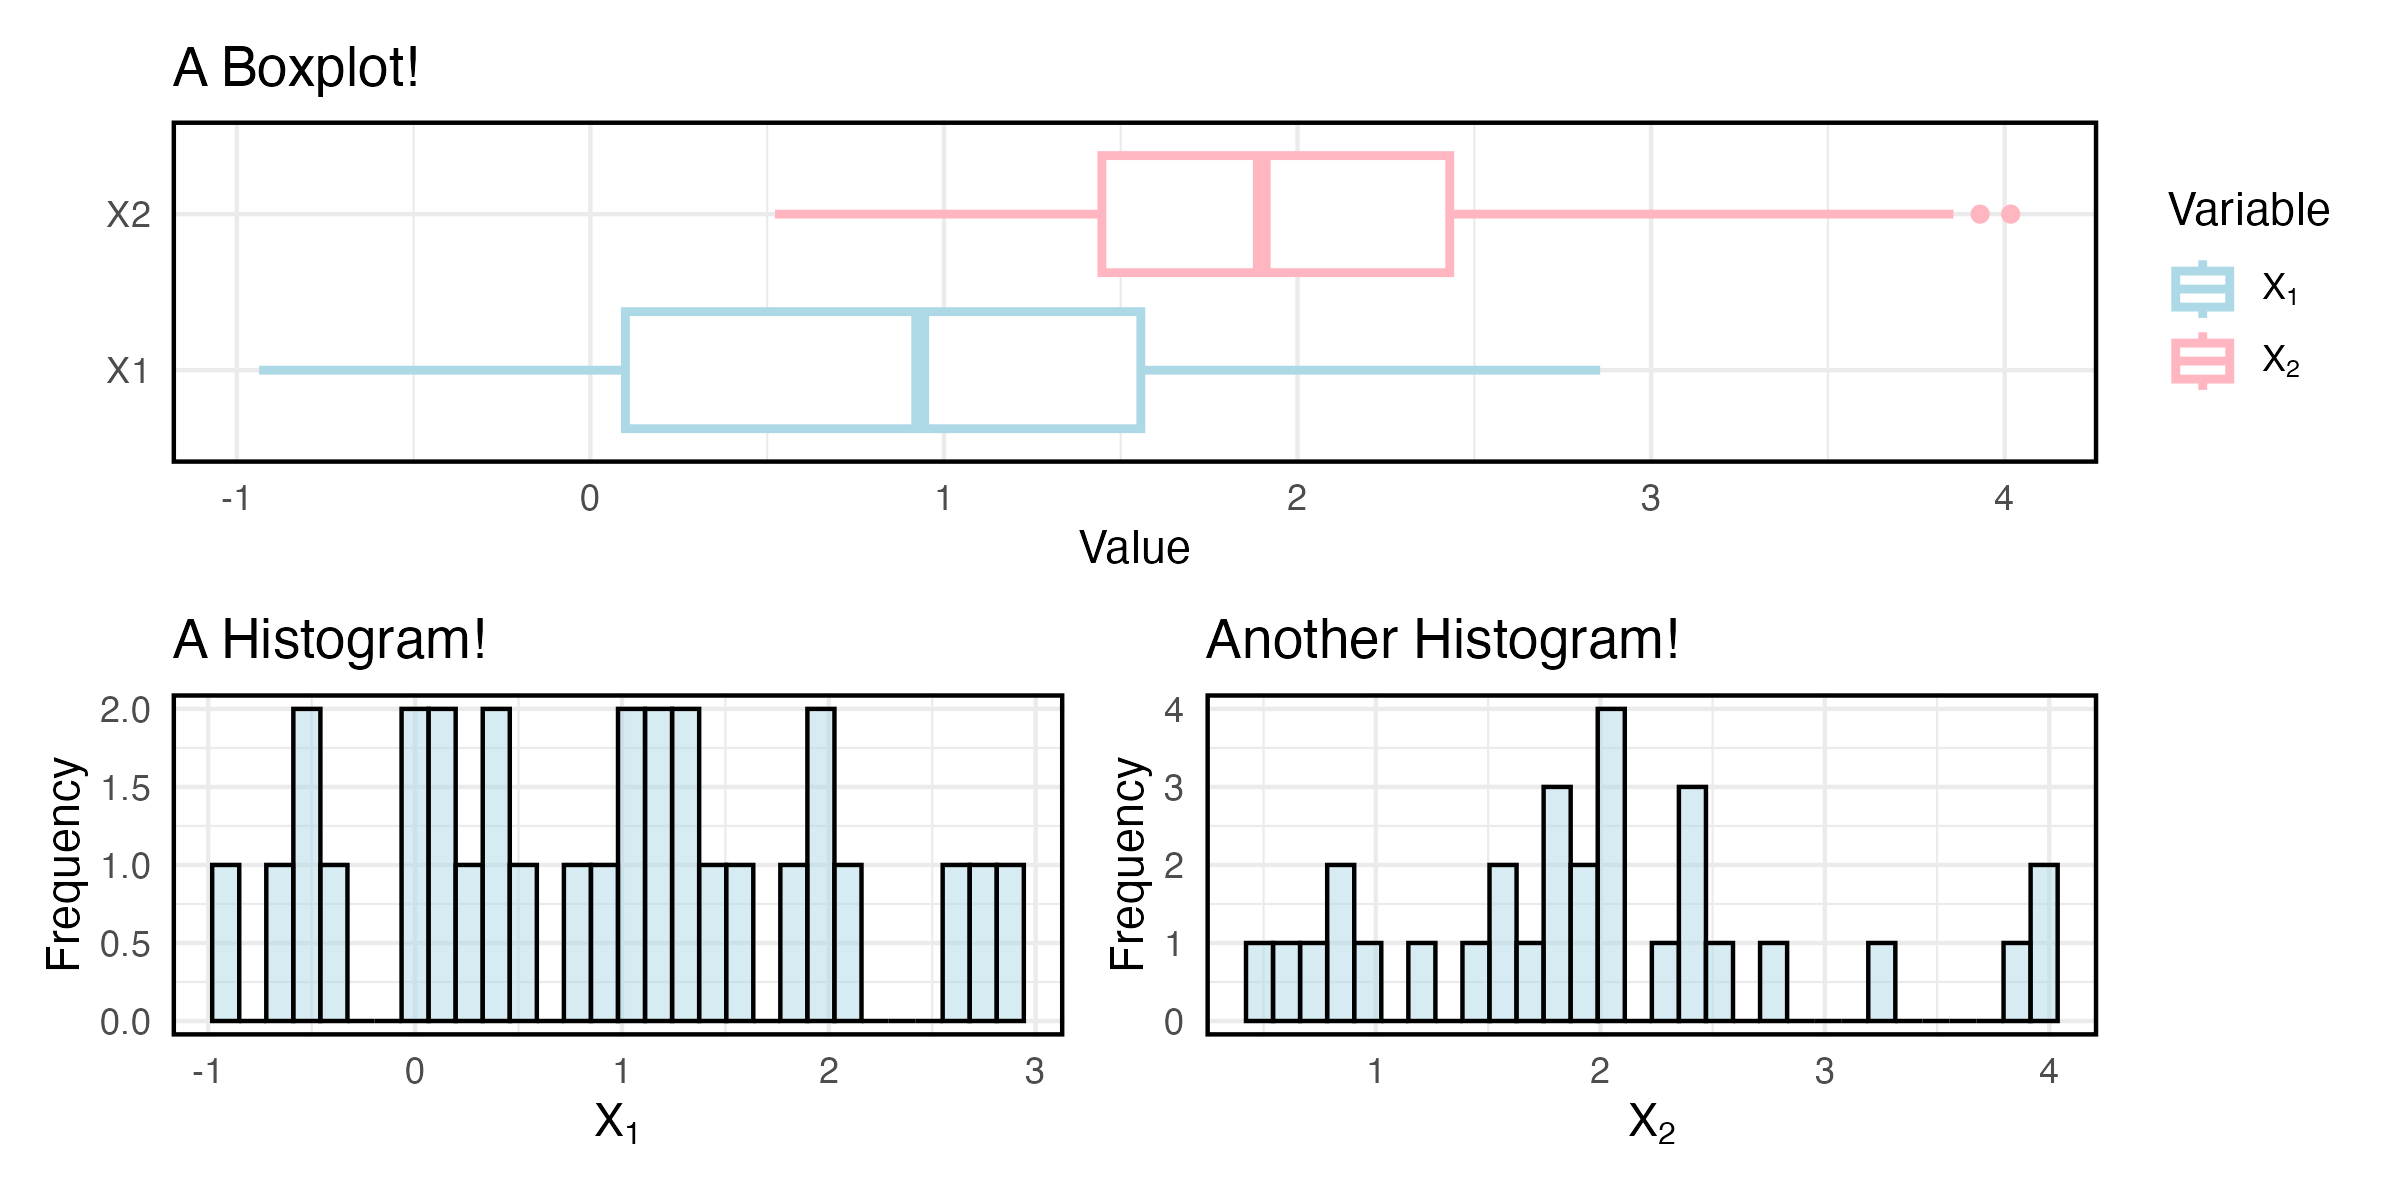 A Boxplot!
X2
X1
-1 0 1 2 3 4
Value
Variable
X₁
X₂
A Histogram!
Frequency
2.0
1.5
1.0
0.5
0.0
-1 0 1 2 3
X₁
Another Histogram!
Frequency
4
3
2
1
0
1 2 3 4
X₂